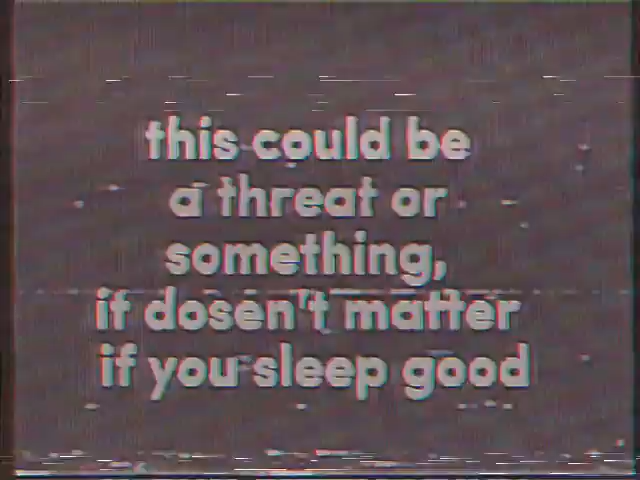 this could be
a threat or
something,
if dosen't matter
if you sleep good